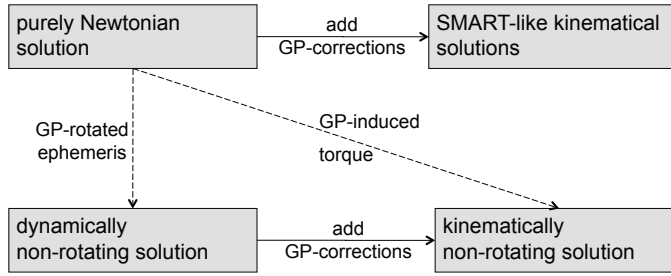 purely Newtonian
solution
add
GP-corrections
SMART-like kinematical
solutions
GP-rotated
ephemeris
GP-induced
torque
dynamically
non-rotating solution
add
GP-corrections
kinematically
non-rotating solution